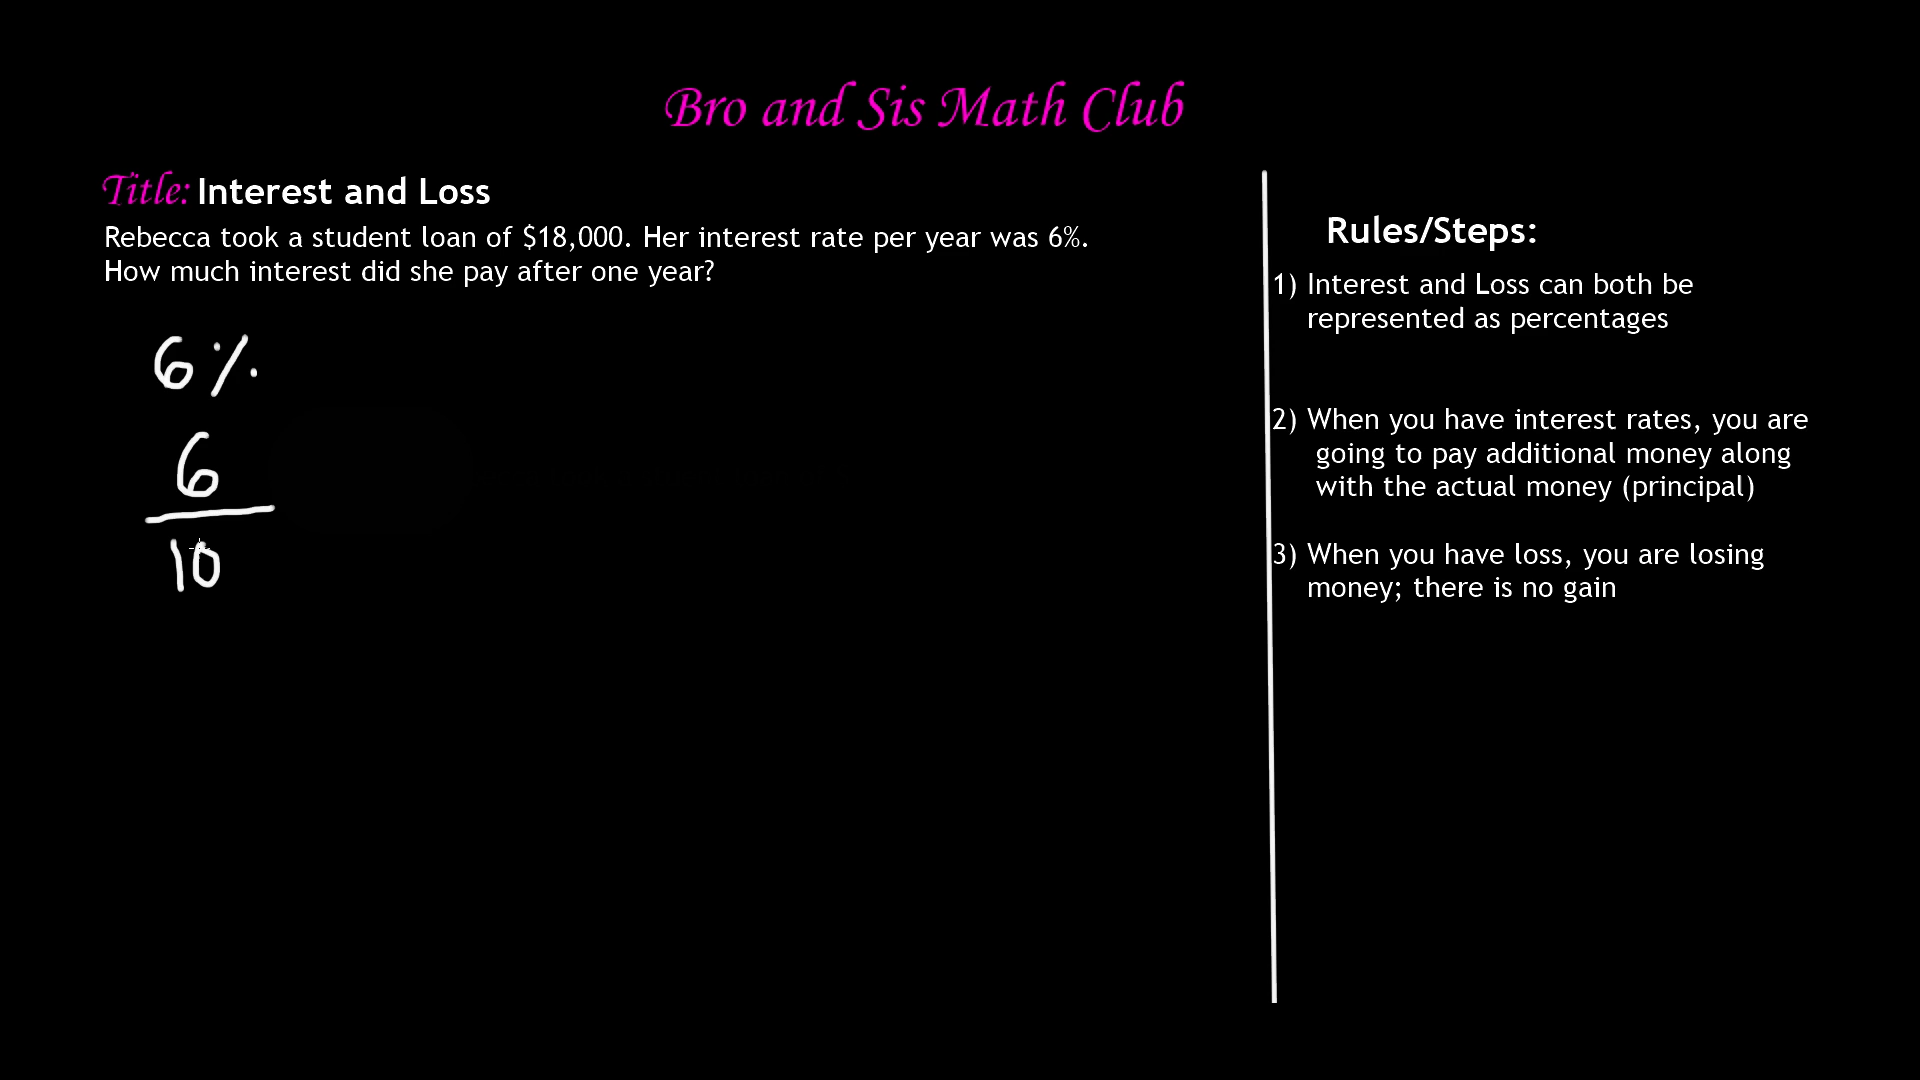 Bro and Sis Math Club
Title: Interest and Loss
Rebecca took a student loan of $18,000. Her interest rate per year was 6%.
How much interest did she pay after one year?
6%
6
10
Rules/Steps:
1) Interest and Loss can both be
represented as percentages
2) When you have interest rates, you are
going to pay additional money along
with the actual money (principal)
3) When you have loss, you are losing
money; there is no gain